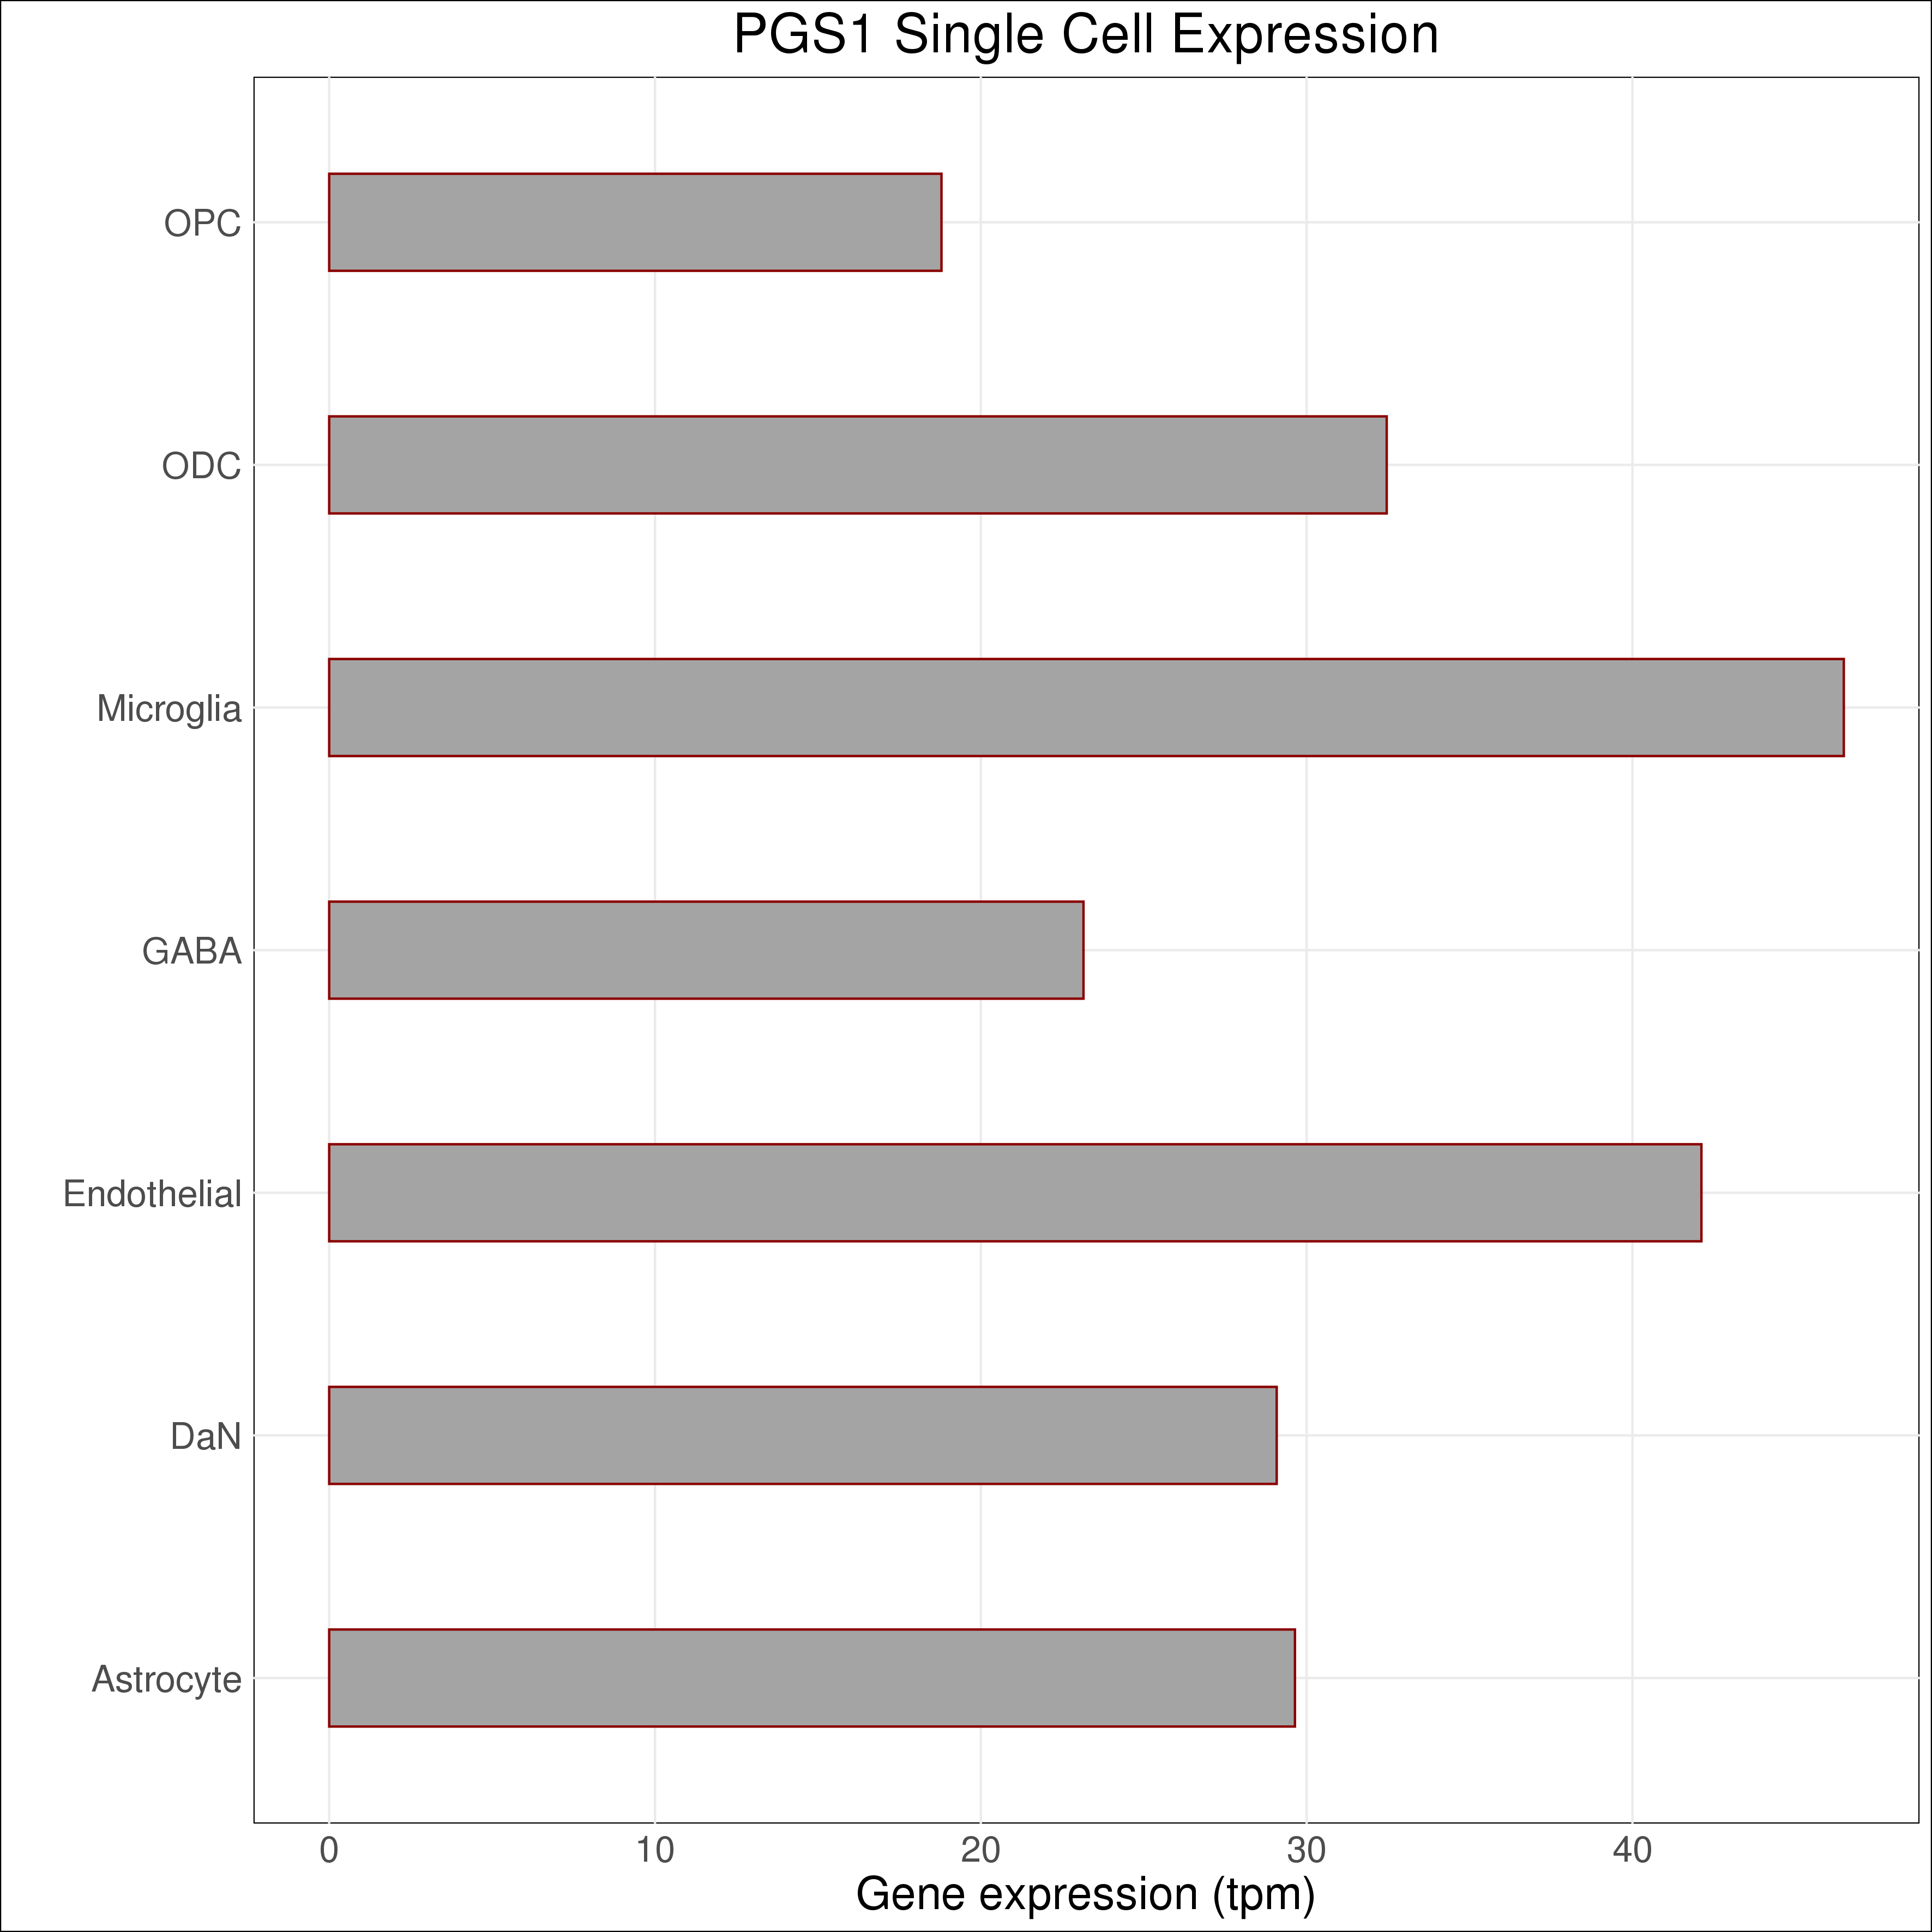 PGS1 Single Cell Expression
OPC
ODC
Microglia
GABA
Endothelial
DaN
Astrocyte
0 10 20 30 40
Gene expression (tpm)